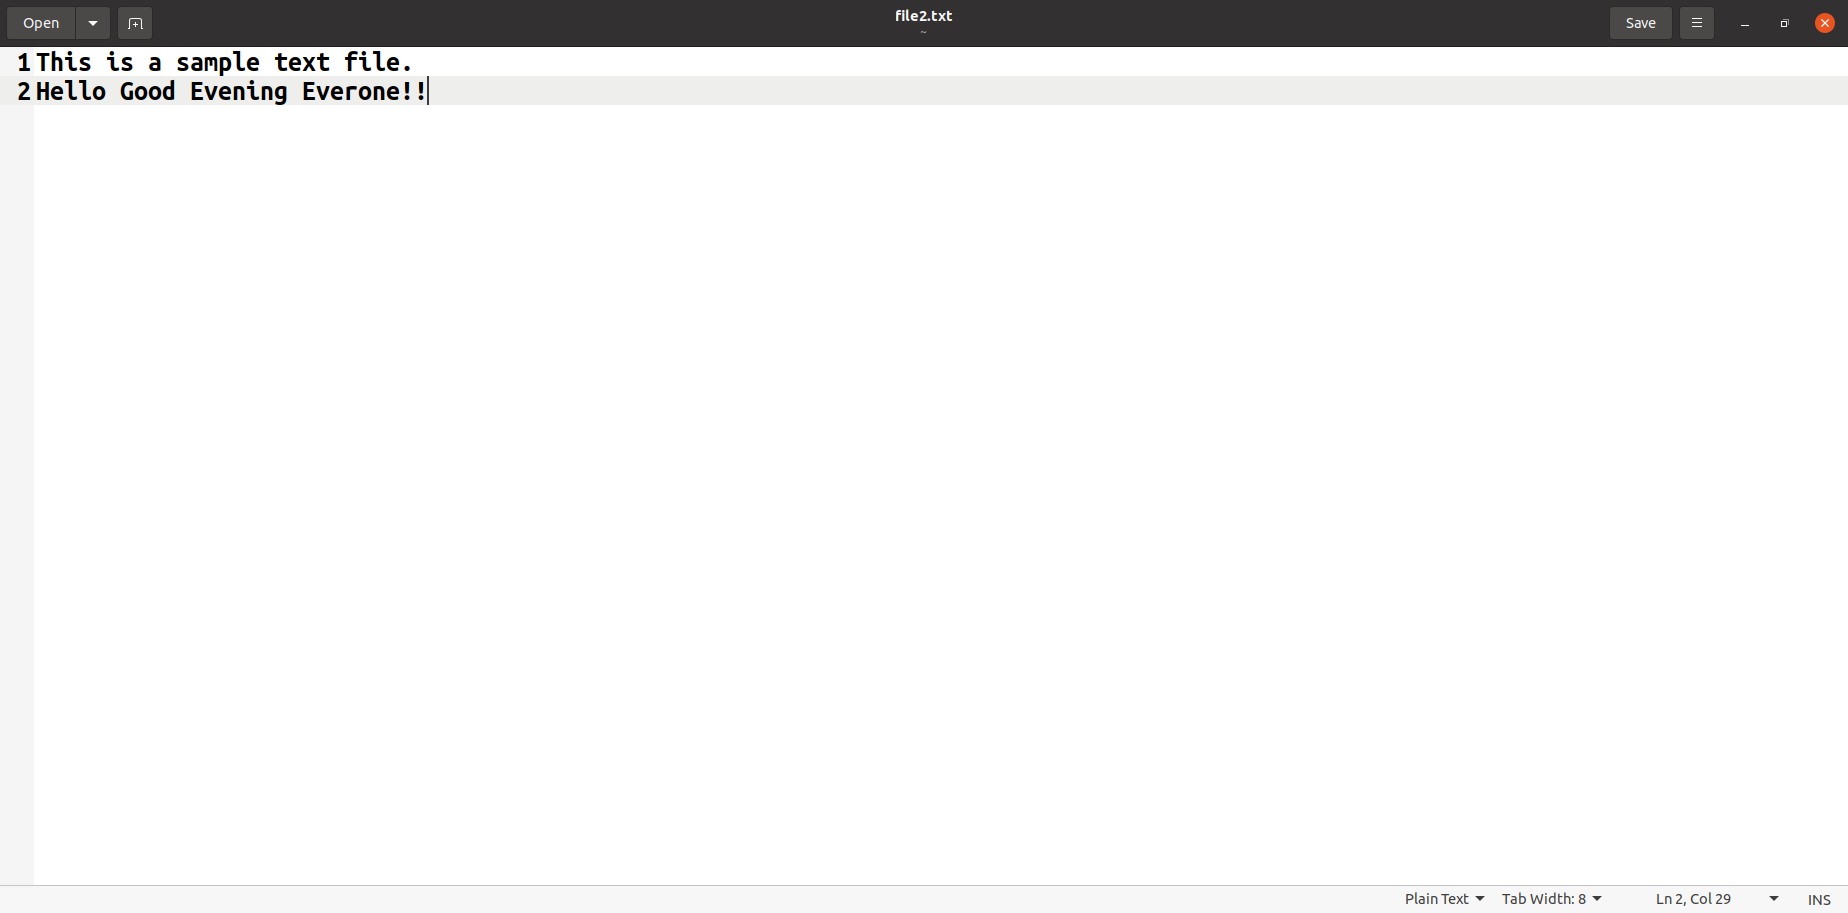 Open
file2.txt
~
Save
1 This is a sample text file.
2 Hello Good Evening Everone!!
Plain Text Tab Width: 8 Ln 2, Col 29 INS